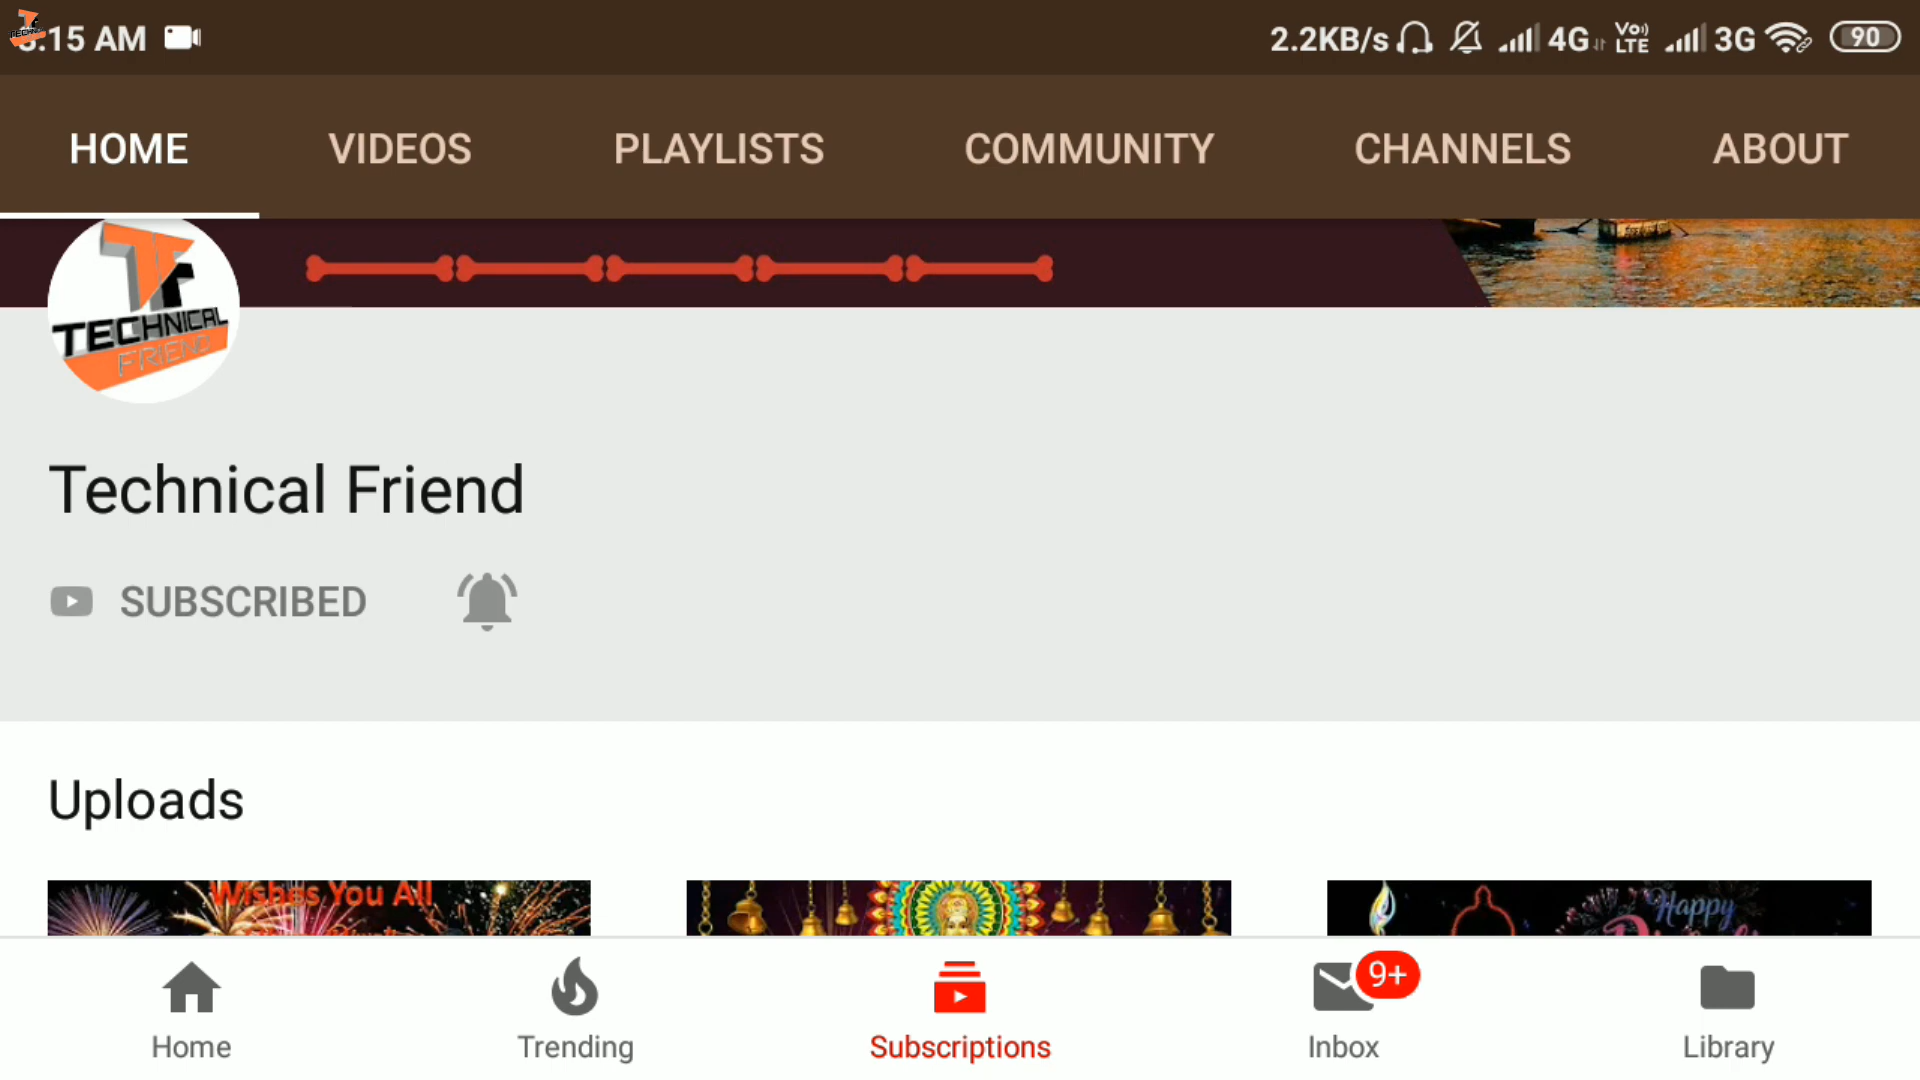 :15 AM
2.2KB/s 4G Vo) LTE 3G 90
HOME VIDEOS PLAYLISTS COMMUNITY CHANNELS ABOUT
TECHNICAL
FRIEND
Technical Friend
SUBSCRIBED
Uploads
Wishes You All
Happy
9+
Home Trending Subscriptions Inbox Library